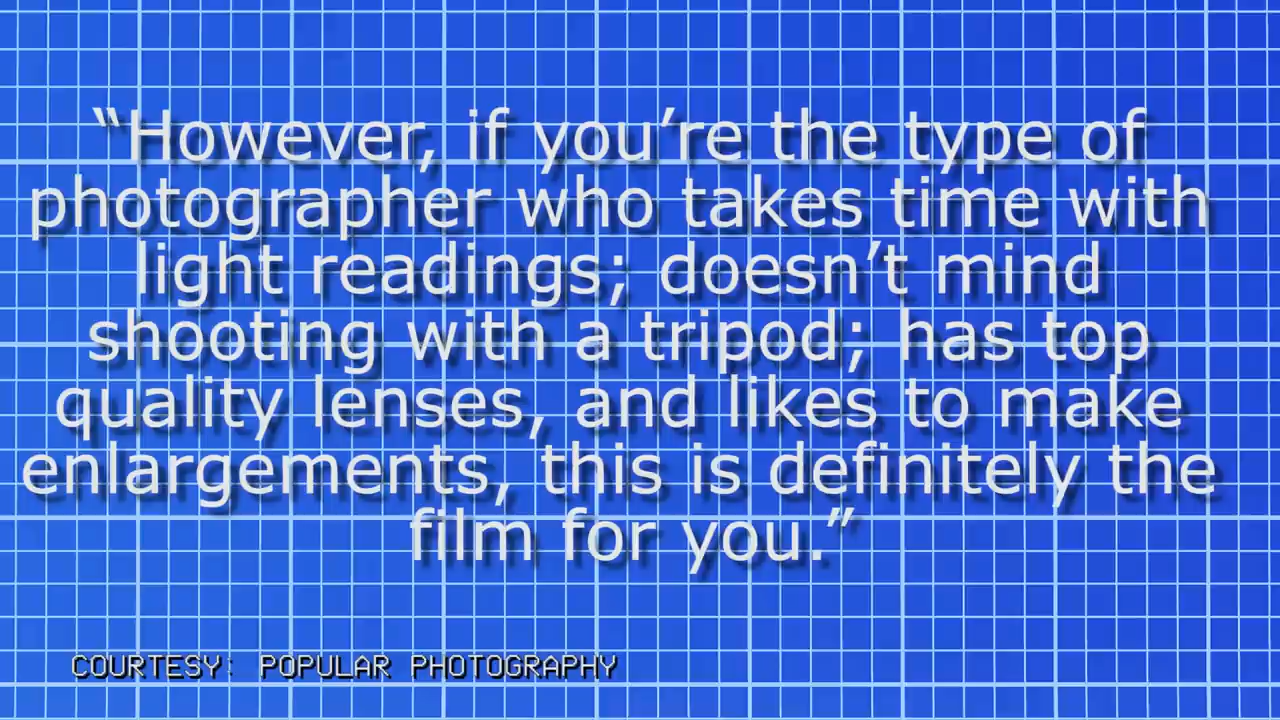 “However, if you’re the type of
photographer who takes time with
light readings; doesn’t mind
shooting with a tripod; has top
quality lenses, and likes to make
enlargements, this is definitely the
film for you.”
COURTESY: POPULAR PHOTOGRAPHY